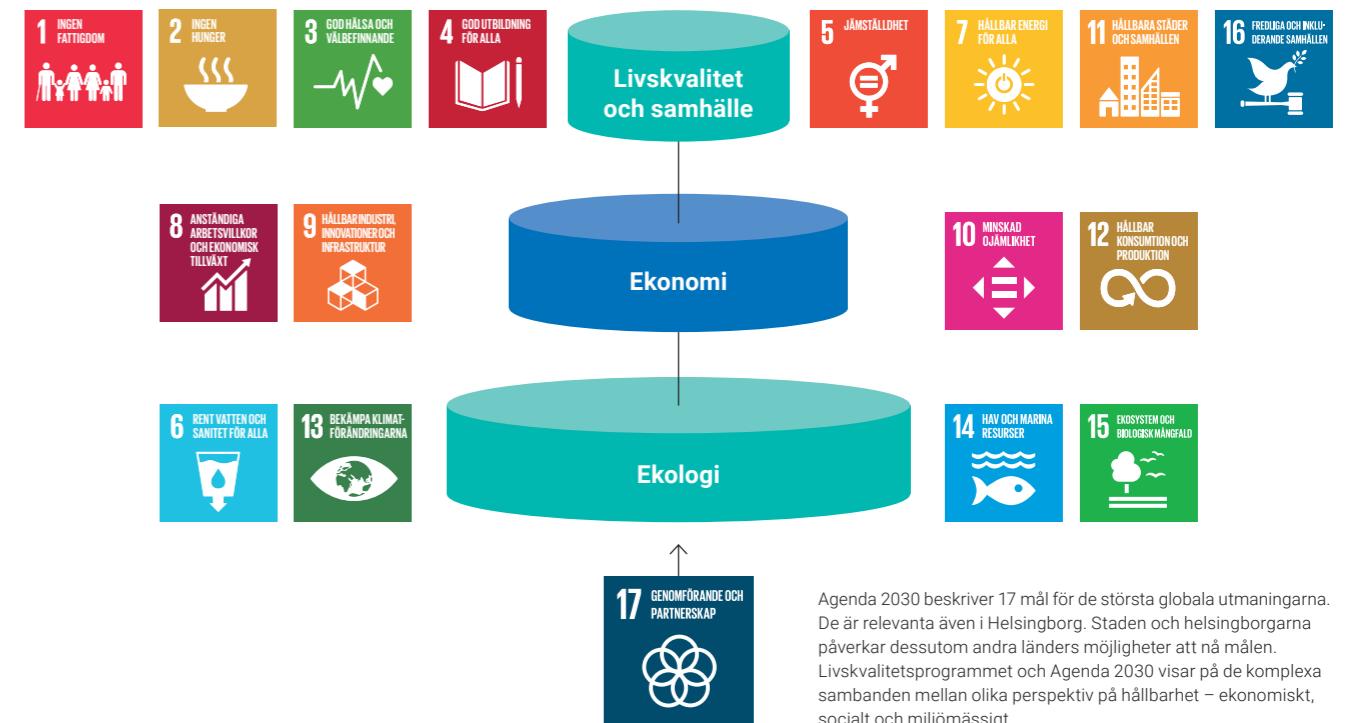 1 INGEN
FATTIGDOM
2 INGEN
HUNGER
3 GOD HÄLSA OCH
VÄLBEFINNANDE
4 GOD UTBILDNING
FÖR ALLA
Livskvalitet
och samhälle
5 JÄMSTÄLLDHET
7 HÅLLBAR ENERGI
FÖR ALLA
11 HÅLLBARA STÄDER
OCH SAMHÄLLEN
16 FREDLIGA OCH INKLU-
DERANDE SAMHÄLLEN
8 ANSTÄNDIGA
ARBETSVILLKOR
OCH EKONOMISK
TILLVÄXT
9 HÅLLBAR INDUSTRI,
INNOVATIONER OCH
INFRASTRUKTUR
Ekonomi
10 MINSKAD
OJÄMLIKHET
12 HÅLLBAR
KONSUMTION OCH
PRODUKTION
6 RENT VATTEN OCH
SANITET FÖR ALLA
13 BEKÄMPA KLIMAT-
FÖRÄNDRINGARNA
Ekologi
14 HAV OCH MARINA
RESURSER
15 EKOSYSTEM OCH
BIOLOGISK MÅNGFALD
17 GENOMFÖRANDE OCH
PARTNERSKAP
Agenda 2030 beskriver 17 mål för de största globala utmaningarna.
De är relevanta även i Helsingborg. Staden och helsingborgarna
påverkar dessutom andra länders möjligheter att nå målen.
Livskvalitetsprogrammet och Agenda 2030 visar på de komplexa
sambanden mellan olika perspektiv på hållbarhet – ekonomiskt,
socialt och miljömässigt.